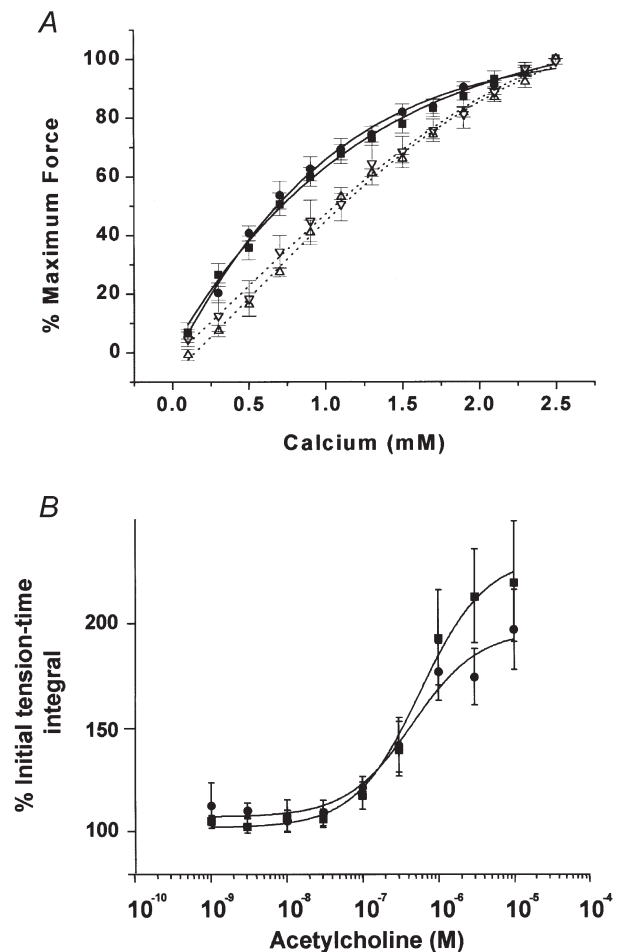 A
% Maximum Force
100
80
60
40
20
0
0.0 0.5 1.0 1.5 2.0 2.5
Calcium (mM)
B
% Initial tension-time
integral
200
150
100
10⁻¹⁰ 10⁻⁹ 10⁻⁸ 10⁻⁷ 10⁻⁶ 10⁻⁵ 10⁻⁴
Acetylcholine (M)